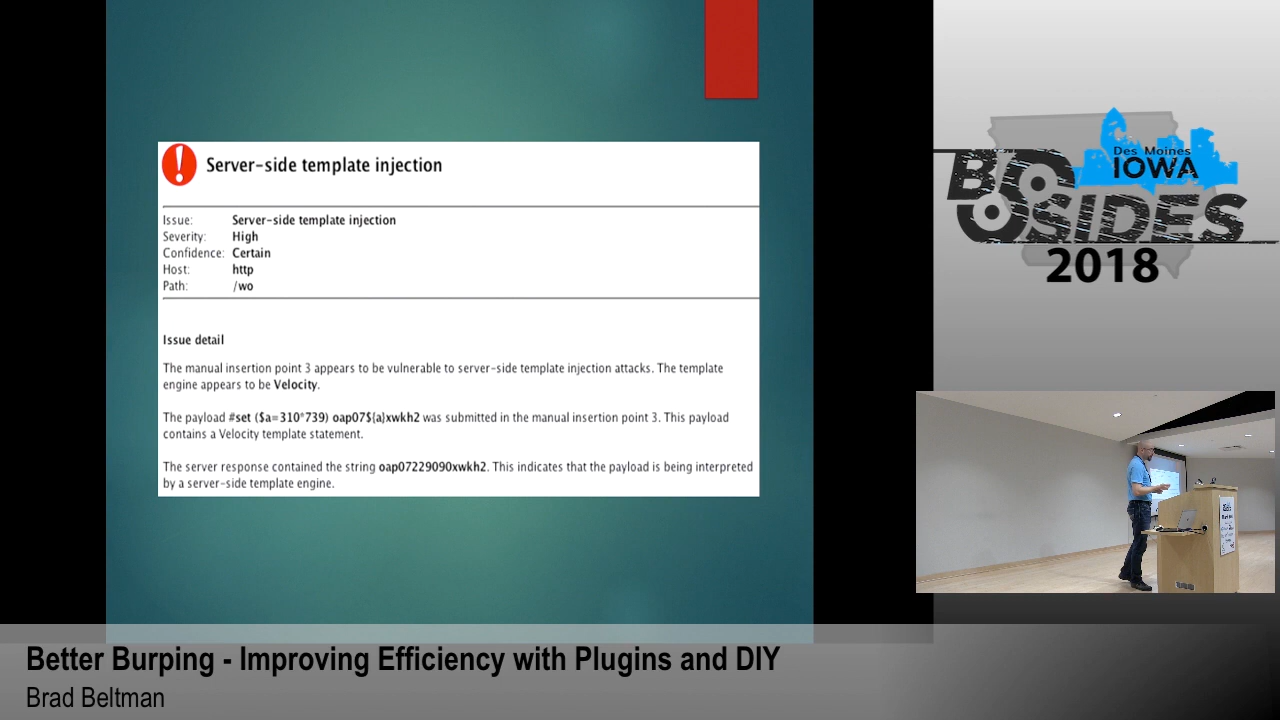 Server-side template injection
Issue: Server-side template injection
Severity: High
Confidence: Certain
Host: http
Path: /wo
Issue detail
The manual insertion point 3 appears to be vulnerable to server-side template injection attacks. The template
engine appears to be Velocity.
The payload #set ($a=310*739) oap07${a}xwkh2 was submitted in the manual insertion point 3. This payload
contains a Velocity template statement.
The server response contained the string oap07229090xwkh2. This indicates that the payload is being interpreted
by a server-side template engine.
Des Moines
IOWA
BSIDES
2018
Better Burping - Improving Efficiency with Plugins and DIY
Brad Beltman